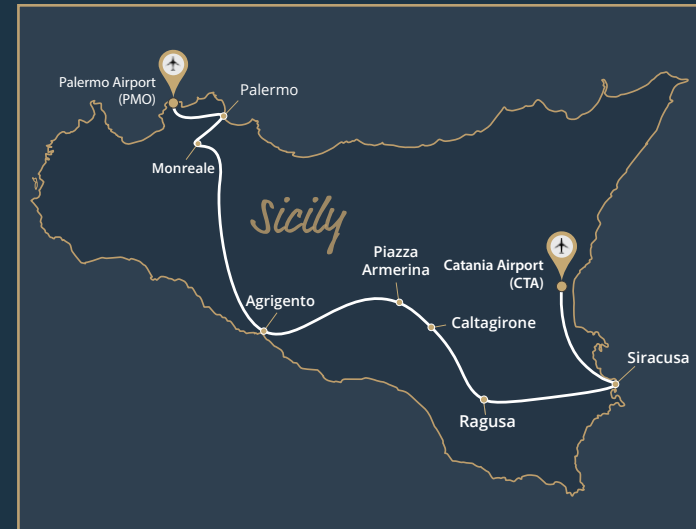 Palermo Airport
(PMO)
Palermo
Monreale
Sicily
Piazza
Armerina
Catania Airport
(CTA)
Agrigento
Caltagirone
Siracusa
Ragusa